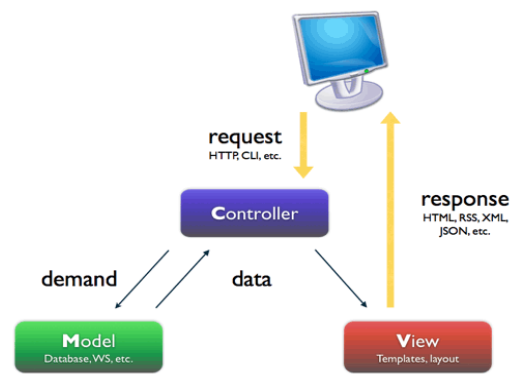 request
HTTP, CLI, etc.
response
HTML, RSS, XML,
JSON, etc.
Controller
demand
data
Model
Database, WS, etc.
View
Templates, layout